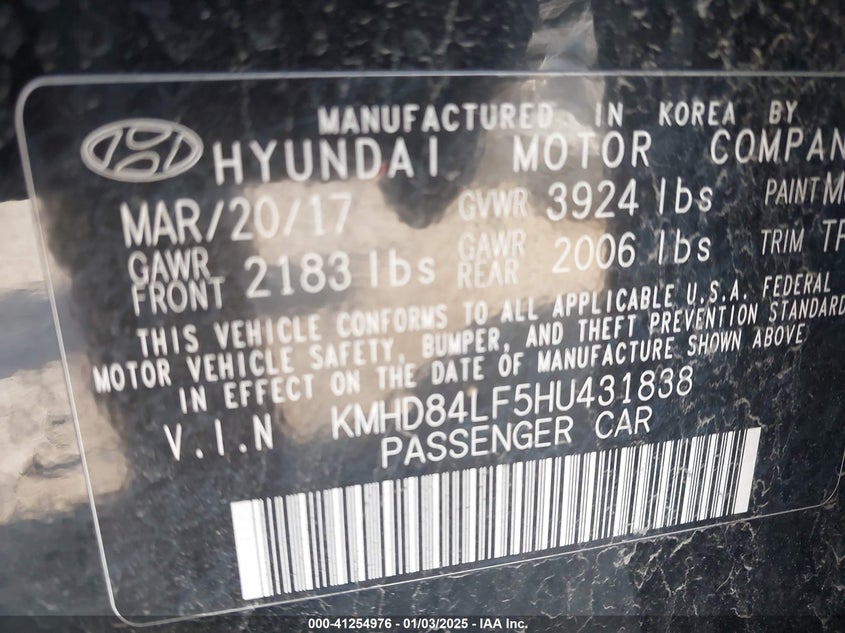 MANUFACTURED IN KOREA BY
HYUNDAI MOTOR COMPAN
MAR/20/17 GVWR 3924 lbs PAINT M
GAWR FRONT 2183 lbs GAWR REAR 2006 lbs TRIM TR
THIS VEHICLE CONFORMS TO ALL APPLICABLE U.S.A. FEDERAL
MOTOR VEHICLE SAFETY, BUMPER, AND THEFT PREVENTION STANDARD
IN EFFECT ON THE DATE OF MANUFACTURE SHOWN ABOVE
V.I.N KMHD84LF5HU431838
PASSENGER CAR
000-41254976 - 01/03/2025 - IAA Inc.